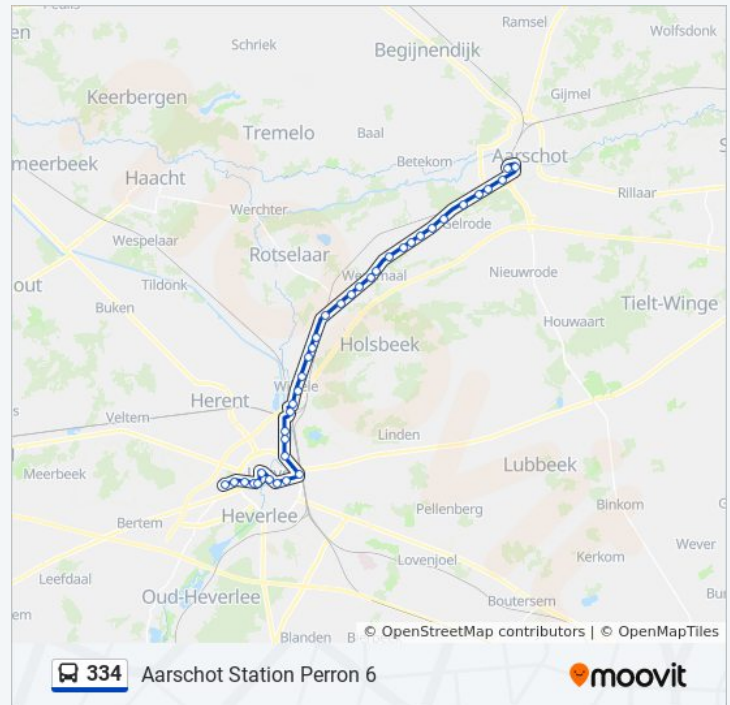 Ramsel
Wolfsdonk
Schriek
Begijnendijk
Keerbergen
Gijmel
Tremelo
Baal
meerbeek
Betekom
Aarschot
Haacht
Rillaar
Werchter
Gelrode
Wespelaar
Rotselaar
out
Tildonk
Nieuwrode
Tielt-Winge
Buken
Houwaart
Holsbeek
Herent
Veltem
Linden
Meerbeek
Lubbeek
Heverlee
Pellenberg
Binkom
Bertem
Wever
Leefdaal
Lovenjoel
Kerkom
Oud-Heverlee
Boutersem
Blanden
© OpenStreetMap contributors | © OpenMapTiles
334 Aarschot Station Perron 6
moovit